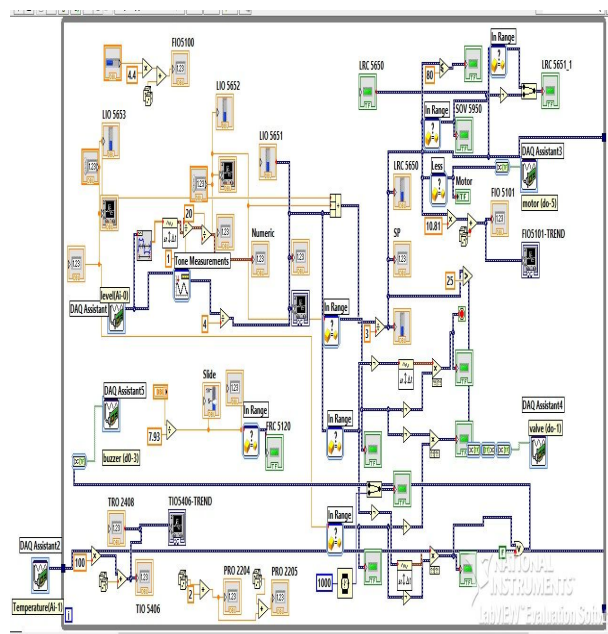 In Range
FIO5100
4.4
LRC 5650
80
LRC 5651_1
LIO 5652
LIO 5653
In Range
SOV 5950
LIO 5651
LRC 5650
Less
DAQ Assistant3
Motor
motor (do-5)
20
FIO 5101
10.81
Numeric
SP
FIO5101-TREND
1
Tone Measurements
25
level(Ai-0)
DAQ Assistant
In Range
4
3
DAQ Assistant5
Slide
In Range
DAQ Assistant4
7.93
FRC 5120
In Range
valve (do-1)
buzzer (d0-3)
TRO 2408
TIO5406-TREND
In Range
DAQ Assistant2
100
PRO 2204
PRO 2205
1000
2
NATIONAL
INSTRUMENTS
Temperature(Ai-1)
TIO 5406
LabVIEW Evaluation Softw